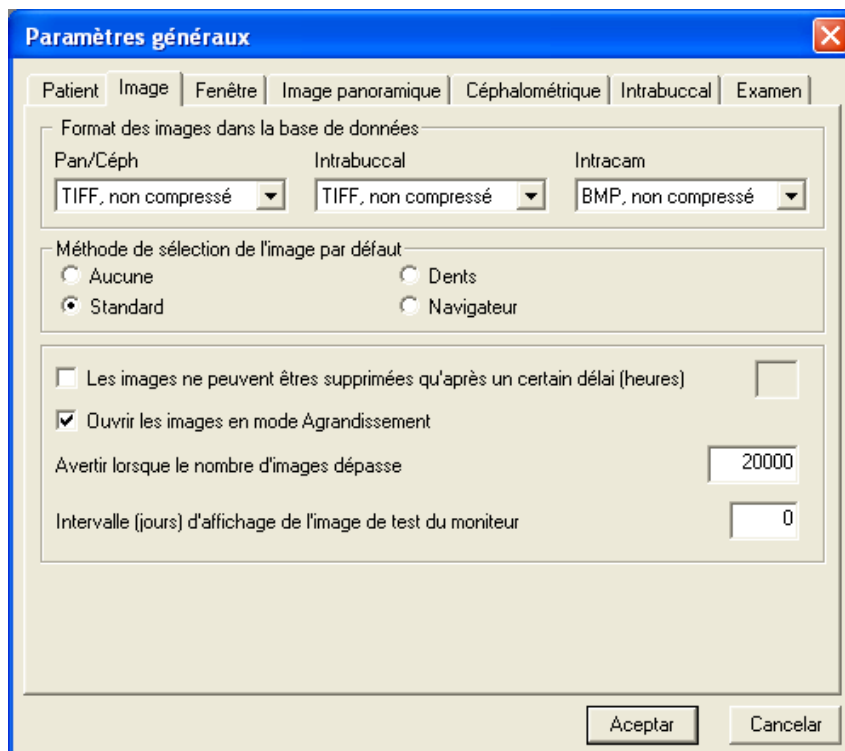 Paramètres généraux
Patient Image Fenêtre Image panoramique Céphalométrique Intrabuccal Examen
Format des images dans la base de données
Pan/Céph Intrabuccal Intracam
TIFF, non compressé TIFF, non compressé BMP, non compressé
Méthode de sélection de l'image par défaut
Aucune Dents
Standard Navigateur
Les images ne peuvent êtres supprimées qu'après un certain délai (heures)
Ouvrir les images en mode Agrandissement
Avertir lorsque le nombre d'images dépasse 20000
Intervalle (jours) d'affichage de l'image de test du moniteur 0
Aceptar Cancelar